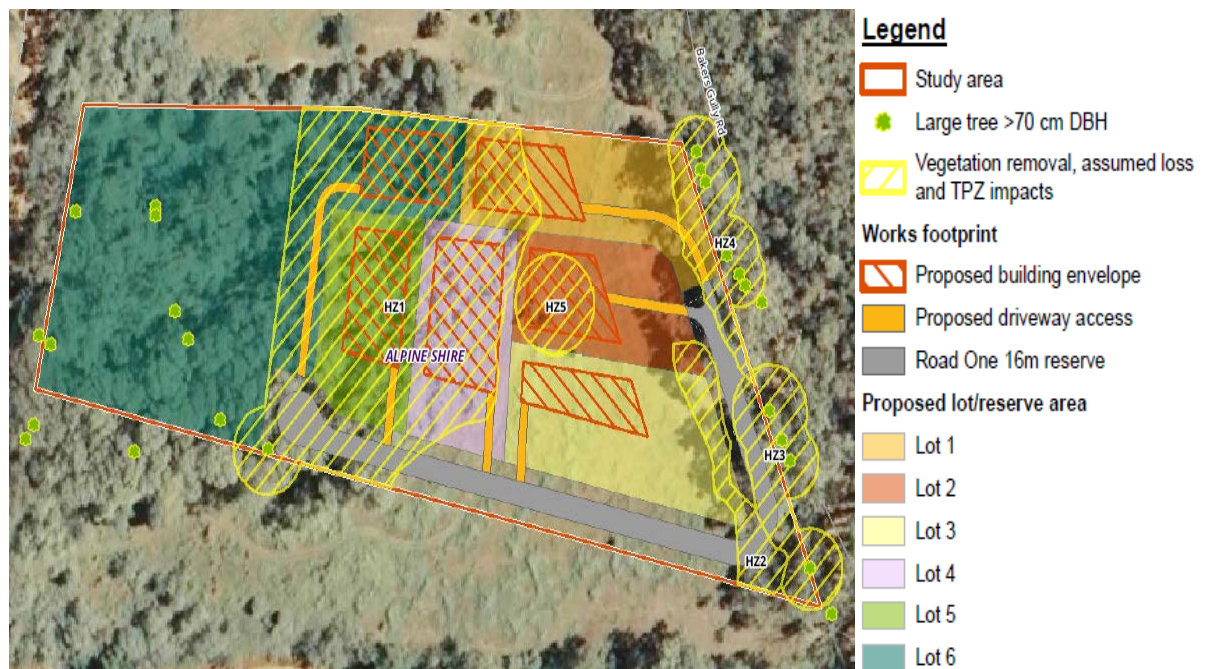 Bakers Gully Rd
HZ4
HZ1
HZ5
ALPINE SHIRE
HZ3
HZ2
Legend
Study area
Large tree >70 cm DBH
Vegetation removal, assumed loss
and TPZ impacts
Works footprint
Proposed building envelope
Proposed driveway access
Road One 16m reserve
Proposed lot/reserve area
Lot 1
Lot 2
Lot 3
Lot 4
Lot 5
Lot 6